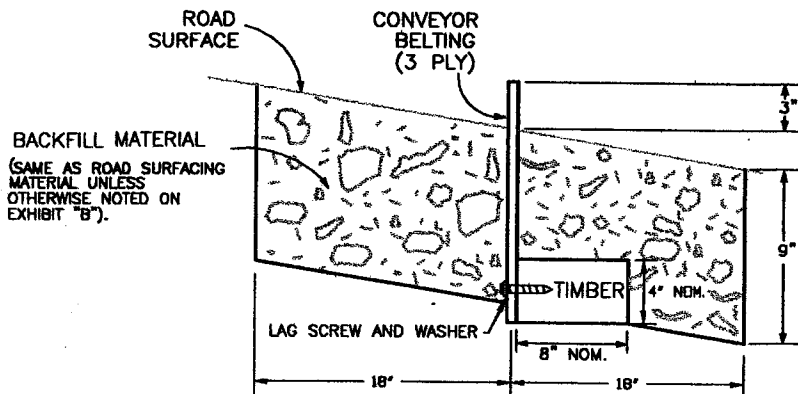 ROAD
SURFACE
CONVEYOR
BELTING
(3 PLY)
3"
BACKFILL MATERIAL
(SAME AS ROAD SURFACING
MATERIAL UNLESS
OTHERWISE NOTED ON
EXHIBIT "B").
9"
TIMBER
4" NOM.
LAG SCREW AND WASHER
8" NOM.
18"
18"